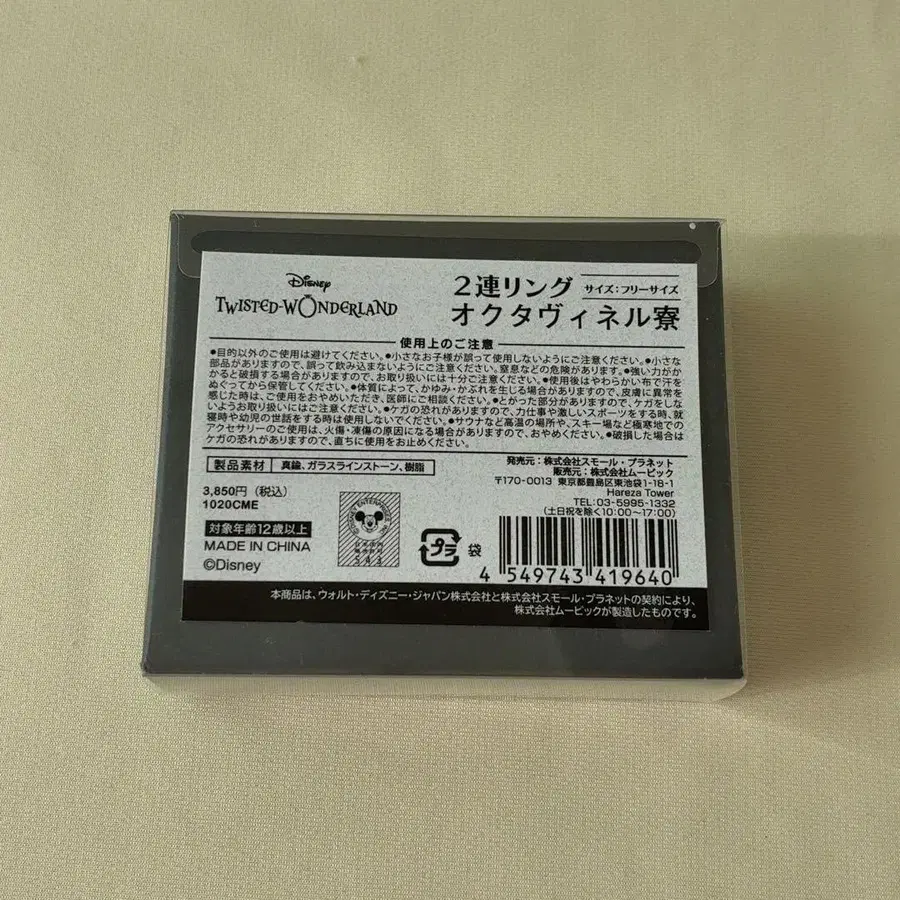 Disney
TWISTED-WONDERLAND
2連リング サイズ:フリーサイズ
オクタヴィネル寮
使用上のご注意
●目的以外のご使用は避けてください。●小さなお子様が誤って使用しないようにご注意ください。●小さな
部品がありますので、誤って飲み込まないようにご注意ください。窒息などの危険があります。●強い力がか
かると破損する場合がありますので、お取り扱いには十分ご注意ください。●使用後はやわらかい布で汗を
ぬぐってから保管してください。●体質によって、かゆみ・かぶれを生じる場合がありますので、皮膚に異常を
感じた時は、ご使用をおやめいただき、医師にご相談ください。●とがった部分がありますので、ケガをしな
いようお取り扱いにはご注意ください。●ケガの恐れがありますので、力仕事や激しいスポーツをする時、就
寝時や幼児の世話をする時は使用しないでください。●サウナなど高温の場所や、スキー場など極寒地での
アクセサリーのご使用は、火傷・凍傷の原因になる場合がありますので、おやめください。●破損した場合は
ケガの恐れがありますので、直ちに使用をお止めください。
製品素材 真鍮、ガラスラインストーン、樹脂
3,850円(税込)
1020CME
対象年齢12歳以上
MADE IN CHINA
©Disney
発売元:株式会社スモール・プラネット
販売元:株式会社ムービック
〒170-0013 東京都豊島区東池袋1-18-1
Hareza Tower
TEL:03-5995-1332
(土日祝を除く10:00~17:00)
プラ 袋
4 549743 419640
本商品は、ウォルト・ディズニー・ジャパン株式会社と株式会社スモール・プラネットの契約により、
株式会社ムービックが製造したものです。